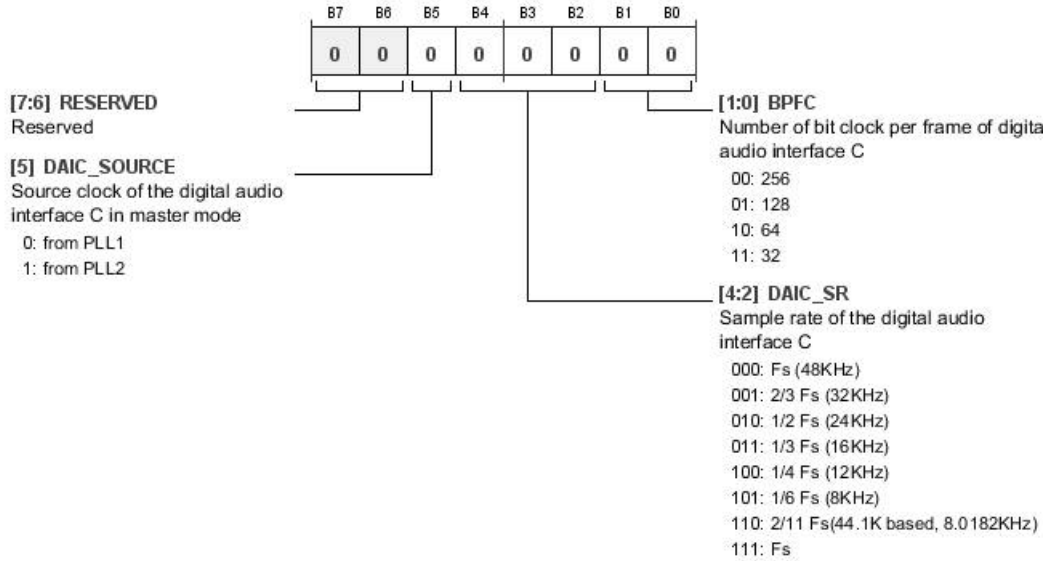 B7 B6 B5 B4 B3 B2 B1 B0
0 0 0 0 0 0 0 0
[7:6] RESERVED
Reserved
[5] DAIC_SOURCE
Source clock of the digital audio
interface C in master mode
0: from PLL1
1: from PLL2
[1:0] BPFC
Number of bit clock per frame of digita
audio interface C
00: 256
01: 128
10: 64
11: 32
[4:2] DAIC_SR
Sample rate of the digital audio
interface C
000: Fs (48KHz)
001: 2/3 Fs (32KHz)
010: 1/2 Fs (24KHz)
011: 1/3 Fs (16KHz)
100: 1/4 Fs (12KHz)
101: 1/6 Fs (8KHz)
110: 2/11 Fs(44.1K based, 8.0182KHz)
111: Fs